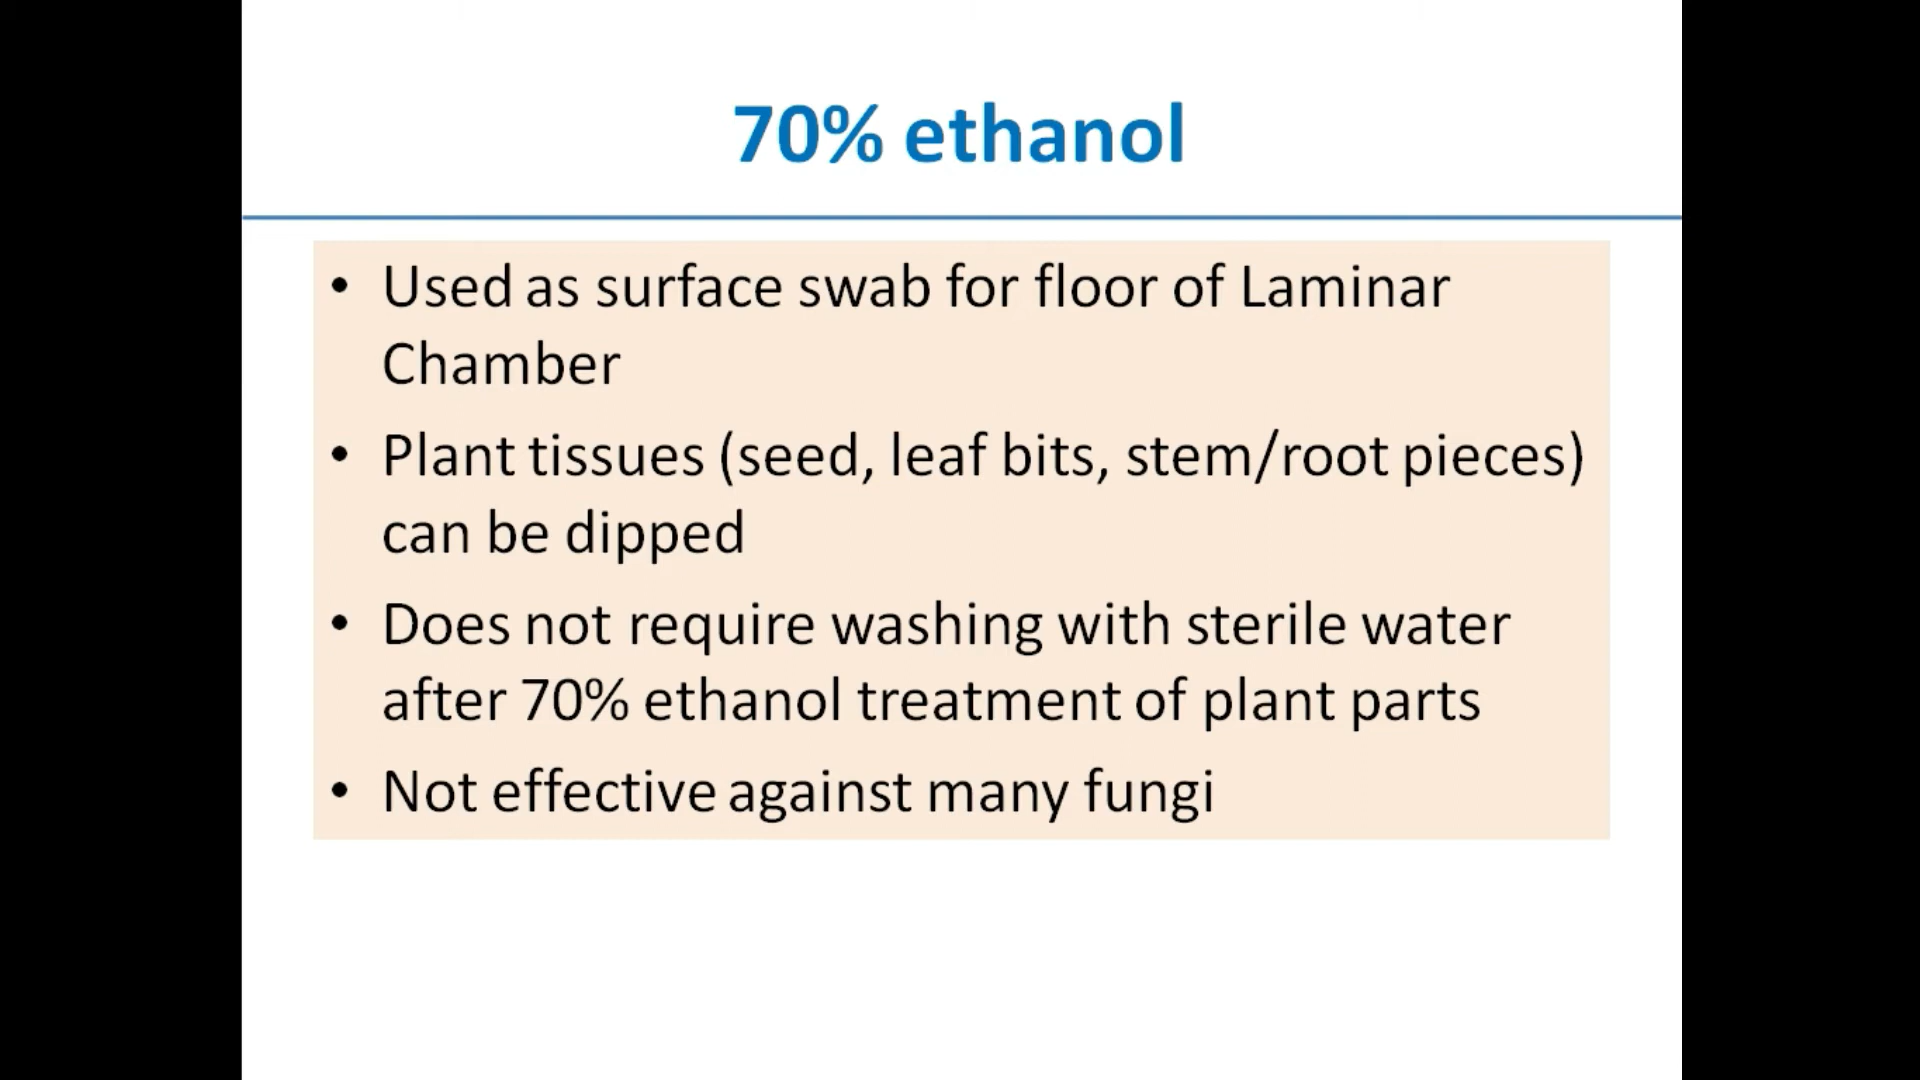 70% ethanol
• Used as surface swab for floor of Laminar
Chamber
• Plant tissues (seed, leaf bits, stem/root pieces)
can be dipped
• Does not require washing with sterile water
after 70% ethanol treatment of plant parts
• Not effective against many fungi